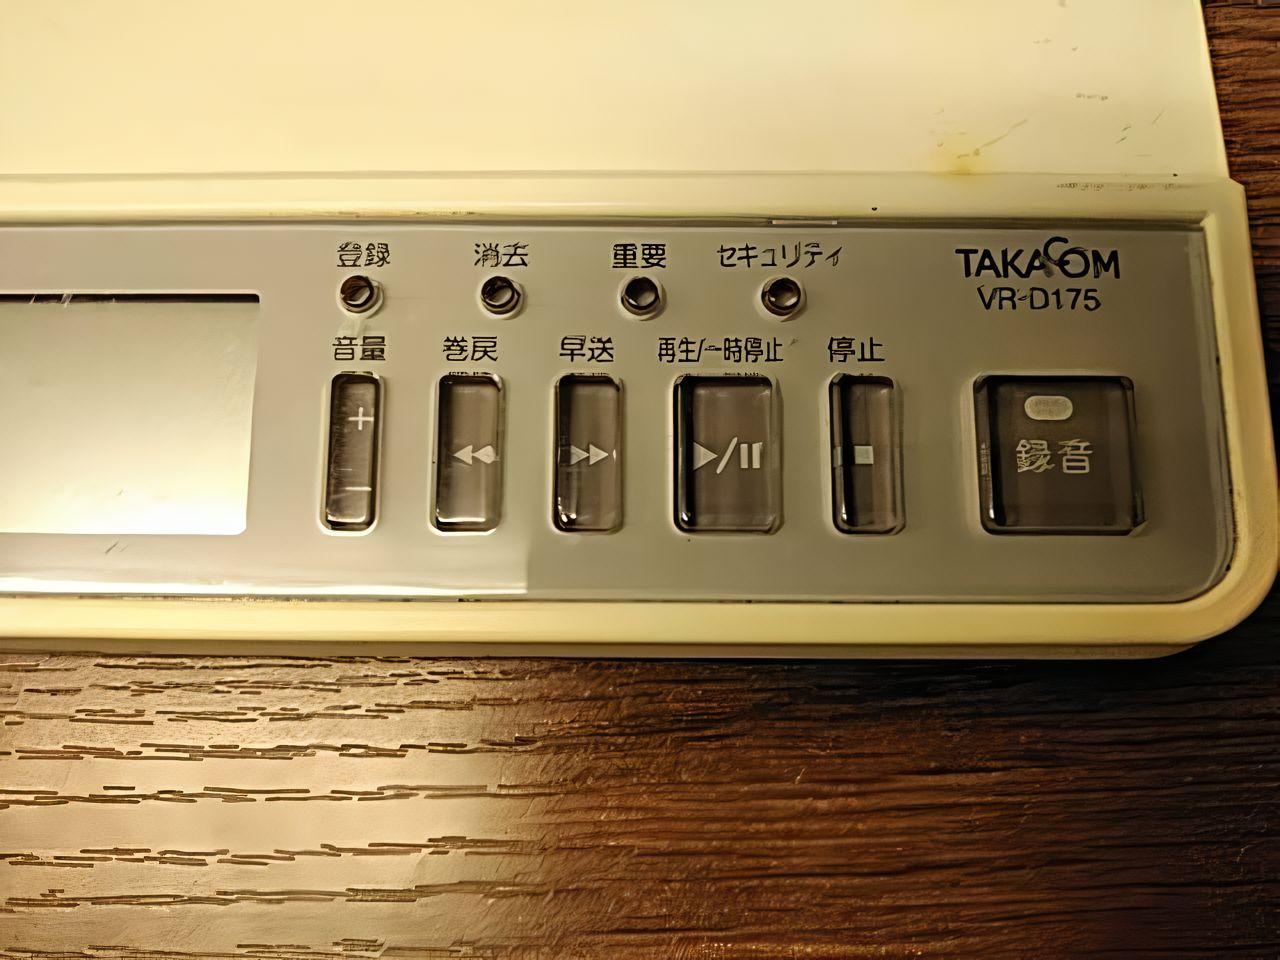 登録 消去 重要 セキュリティ
TAKACOM
VR-D175
音量 巻戻 早送 再生/一時停止 停止
+
-
録音